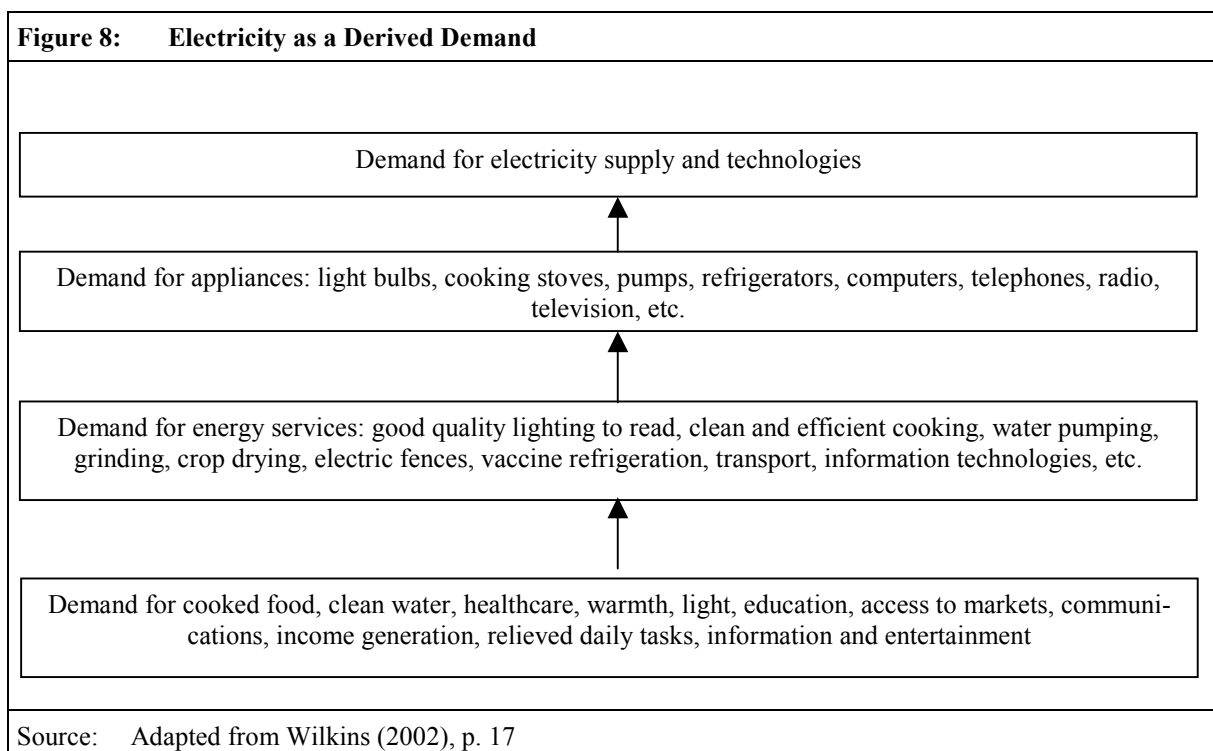 Figure 8: Electricity as a Derived Demand
Demand for electricity supply and technologies
Demand for appliances: light bulbs, cooking stoves, pumps, refrigerators, computers, telephones, radio,
television, etc.
Demand for energy services: good quality lighting to read, clean and efficient cooking, water pumping,
grinding, crop drying, electric fences, vaccine refrigeration, transport, information technologies, etc.
Demand for cooked food, clean water, healthcare, warmth, light, education, access to markets, communi-
cations, income generation, relieved daily tasks, information and entertainment
Source: Adapted from Wilkins (2002), p. 17